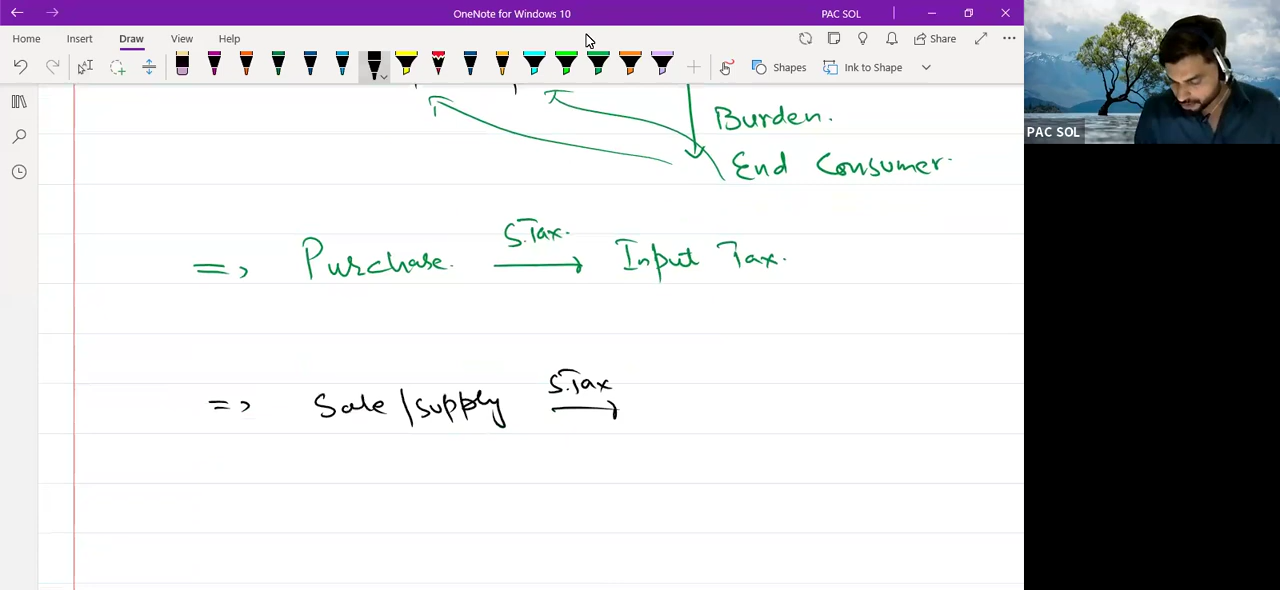 OneNote for Windows 10
PAC SOL
Home Insert Draw View Help
Share
Shapes
Ink to Shape
Burden.
End Consumer.
PAC SOL
=> Purchase. S.Tax. Input Tax.
=> Sale/supply S.Tax